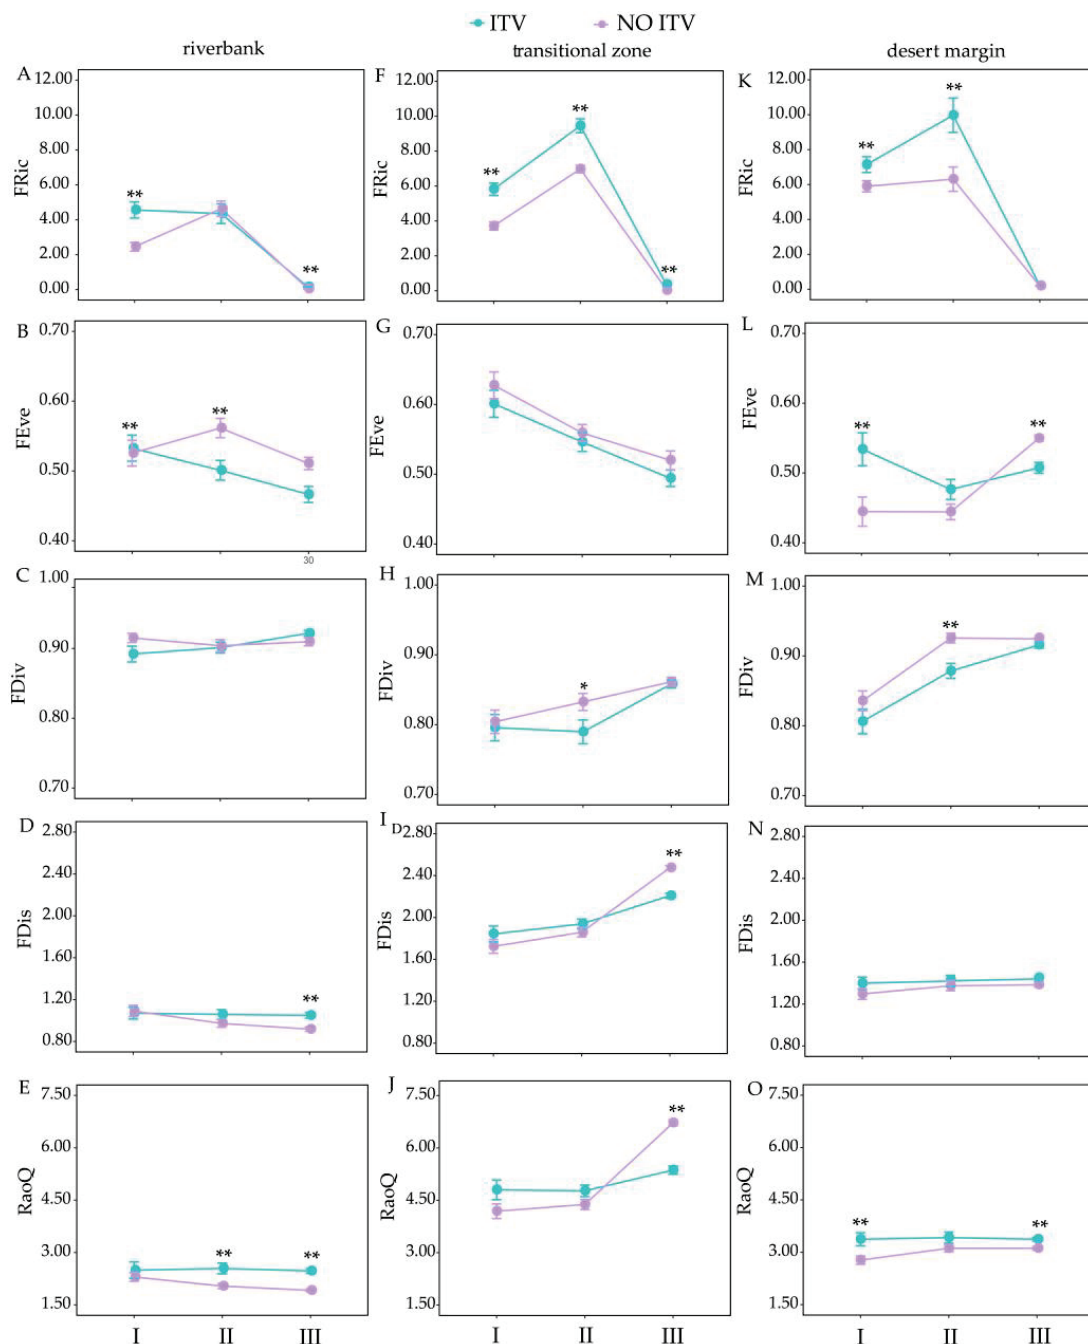 ITV NO ITV
riverbank transitional zone desert margin
A F K
12.00 12.00 12.00
10.00 10.00 10.00
8.00 8.00 8.00
FRic FRic FRic
6.00 6.00 6.00
4.00 4.00 4.00
2.00 2.00 2.00
0.00 0.00 0.00
** ** ** ** ** ** **
B G L
0.70 0.70 0.70
0.60 0.60 0.60
FEve FEve FEve
0.50 0.50 0.50
0.40 0.40 0.40
** ** ** **
30
C H M
1.00 1.00 1.00
0.90 0.90 0.90
FDiv FDiv FDiv
0.80 0.80 0.80
0.70 0.70 0.70
* **
D I D N
2.80 2.80 2.80
2.40 2.40 2.40
2.00 2.00 2.00
FDis FDis FDis
1.60 1.60 1.60
1.20 1.20 1.20
0.80 0.80 0.80
** **
E J O
7.50 7.50 7.50
6.00 6.00 6.00
RaoQ RaoQ RaoQ
4.50 4.50 4.50
3.00 3.00 3.00
1.50 1.50 1.50
** ** ** ** **
I II III I II III I II III